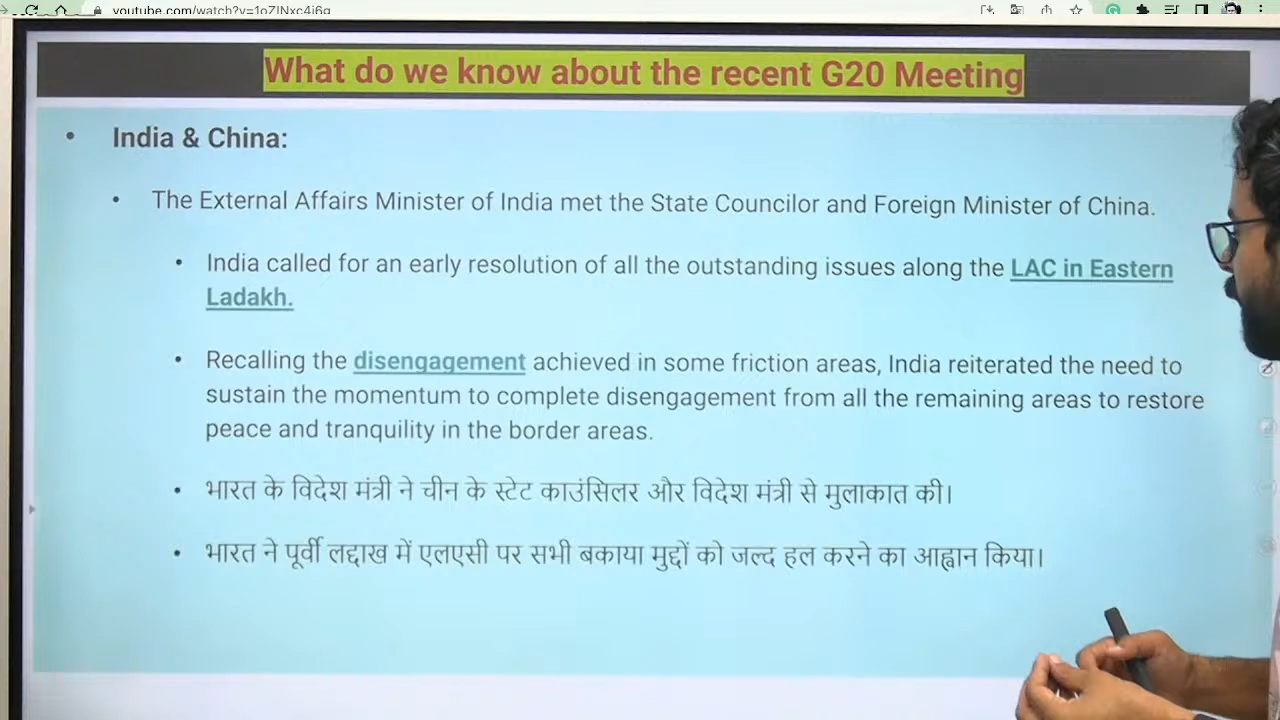 youtube.com/watch?v=1o7INxc4i6g
What do we know about the recent G20 Meeting
• India & China:
• The External Affairs Minister of India met the State Councilor and Foreign Minister of China.
• India called for an early resolution of all the outstanding issues along the LAC in Eastern
Ladakh.
• Recalling the disengagement achieved in some friction areas, India reiterated the need to
sustain the momentum to complete disengagement from all the remaining areas to restore
peace and tranquility in the border areas.
• भारत के विदेश मंत्री ने चीन के स्टेट काउंसिलर और विदेश मंत्री से मुलाकात की।
• भारत ने पूर्वी लद्दाख में एलएसी पर सभी बकाया मुद्दों को जल्द हल करने का आह्वान किया।